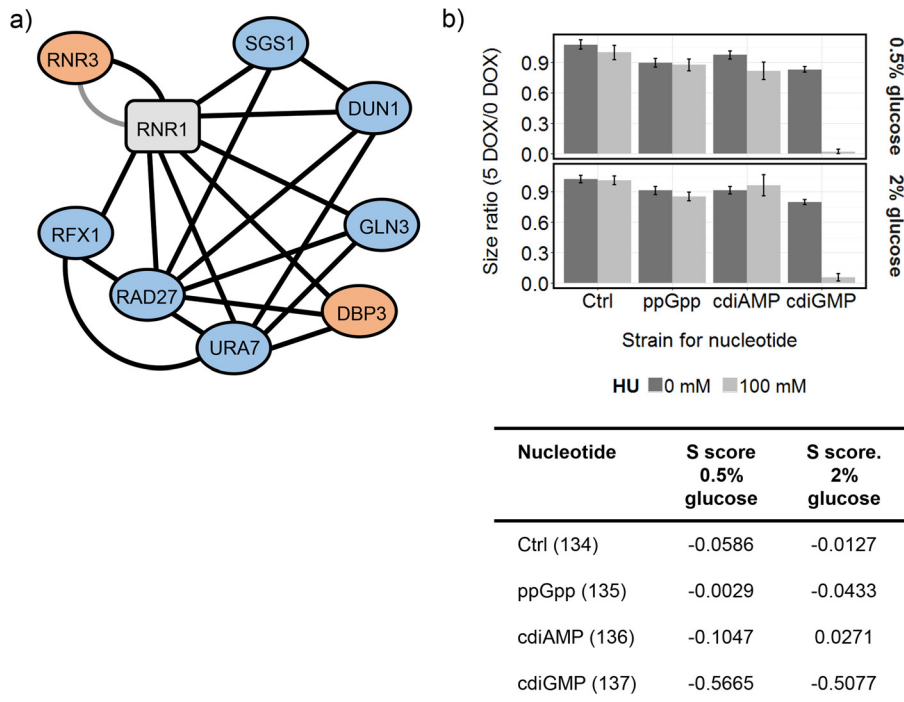 a)
RNR3
SGS1
DUN1
RNR1
GLN3
RFX1
RAD27
DBP3
URA7
b)
Size ratio (5 DOX/0 DOX)
0.9
0.6
0.3
0.0
0.5% glucose
0.9
0.6
0.3
0.0
2% glucose
Ctrl ppGpp cdiAMP cdiGMP
Strain for nucleotide
HU 0 mM 100 mM
Nucleotide S score S score.
0.5% 2%
glucose glucose
Ctrl (134) -0.0586 -0.0127
ppGpp (135) -0.0029 -0.0433
cdiAMP (136) -0.1047 0.0271
cdiGMP (137) -0.5665 -0.5077